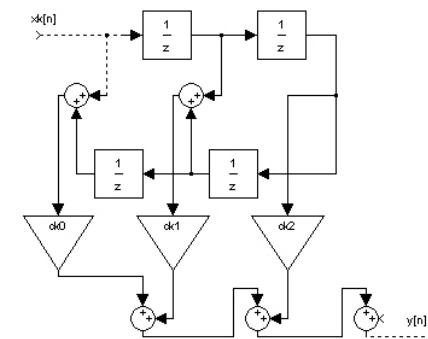 xk[n]
1
z
1
z
+
+
+
+
1
z
1
z
ck0
ck1
ck2
+
+
+
+
+
+
y[n]